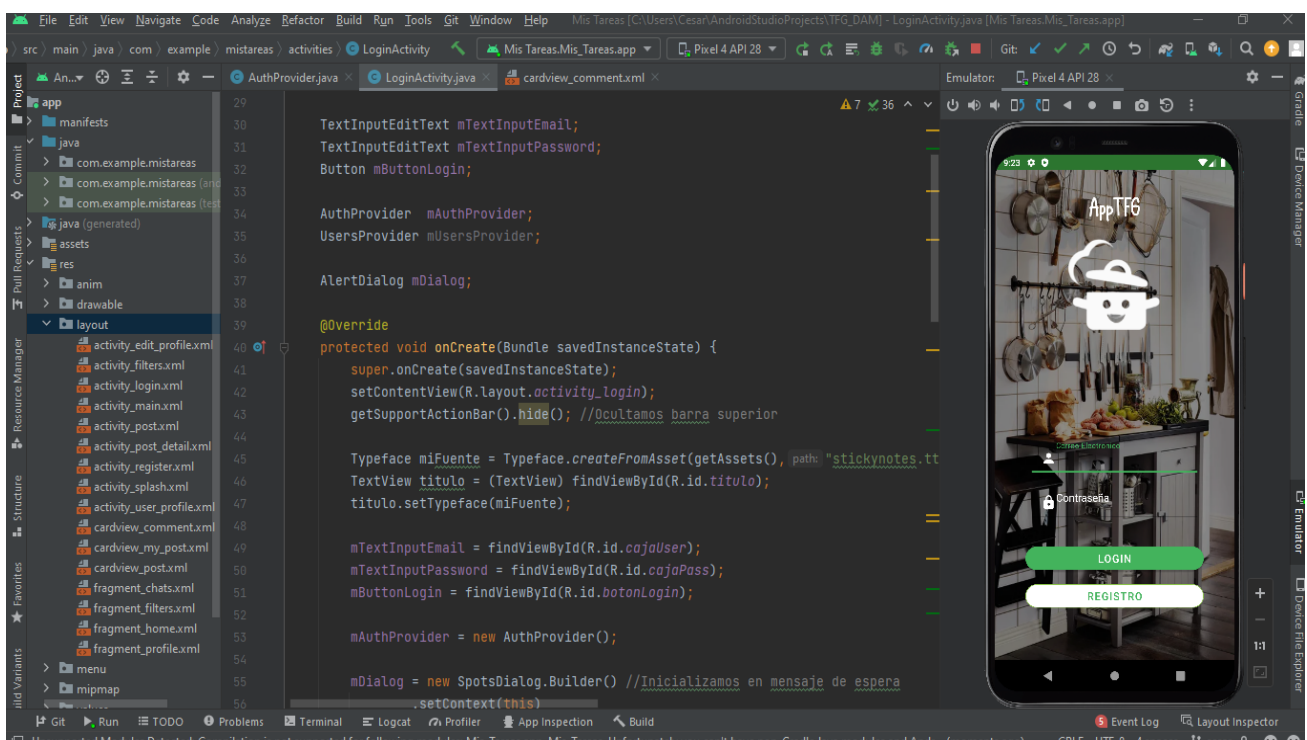 File Edit View Navigate Code Analyze Refactor Build Run Tools Git Window Help Mis Tareas [C:\Users\Cesar\AndroidStudioProjects\TFG_DAM] - LoginActivity.java [Mis Tareas.Mis_Tareas.app]
src main java com example mistareas activities LoginActivity Mis Tareas.Mis_Tareas.app Pixel 4 API 28 Git:
An... AuthProvider.java LoginActivity.java cardview_comment.xml Emulator: Pixel 4 API 28
Project
Commit
Pull Requests
Resource Manager
Structure
Favorites
Build Variants
app
manifests
java
com.example.mistareas
com.example.mistareas (and
com.example.mistareas (test
java (generated)
assets
res
anim
drawable
layout
activity_edit_profile.xml
activity_filters.xml
activity_login.xml
activity_main.xml
activity_post.xml
activity_post_detail.xml
activity_register.xml
activity_splash.xml
activity_user_profile.xml
cardview_comment.xml
cardview_my_post.xml
cardview_post.xml
fragment_chats.xml
fragment_filters.xml
fragment_home.xml
fragment_profile.xml
menu
mipmap
7 36
29
30 TextInputEditText mTextInputEmail;
31 TextInputEditText mTextInputPassword;
32 Button mButtonLogin;
33
34 AuthProvider mAuthProvider;
35 UsersProvider mUsersProvider;
36
37 AlertDialog mDialog;
38
39 @Override
40 protected void onCreate(Bundle savedInstanceState) {
41 super.onCreate(savedInstanceState);
42 setContentView(R.layout.activity_login);
43 getSupportActionBar().hide(); //Ocultamos barra superior
44
45 Typeface miFuente = Typeface.createFromAsset(getAssets(), path: "stickynotes.tt
46 TextView titulo = (TextView) findViewById(R.id.titulo);
47 titulo.setTypeface(miFuente);
48
49 mTextInputEmail = findViewById(R.id.cajaUser);
50 mTextInputPassword = findViewById(R.id.cajaPass);
51 mButtonLogin = findViewById(R.id.botonLogin);
52
53 mAuthProvider = new AuthProvider();
54
55 mDialog = new SpotsDialog.Builder() //Inicializamos en mensaje de espera
56 .setContext(this)
9:23
AppTFG
Correo Electronico
Contraseña
LOGIN
REGISTRO
1:1
Gradle
Device Manager
Emulator
Device File Explorer
Git Run TODO Problems Terminal Logcat Profiler App Inspection Build 5 Event Log Layout Inspector